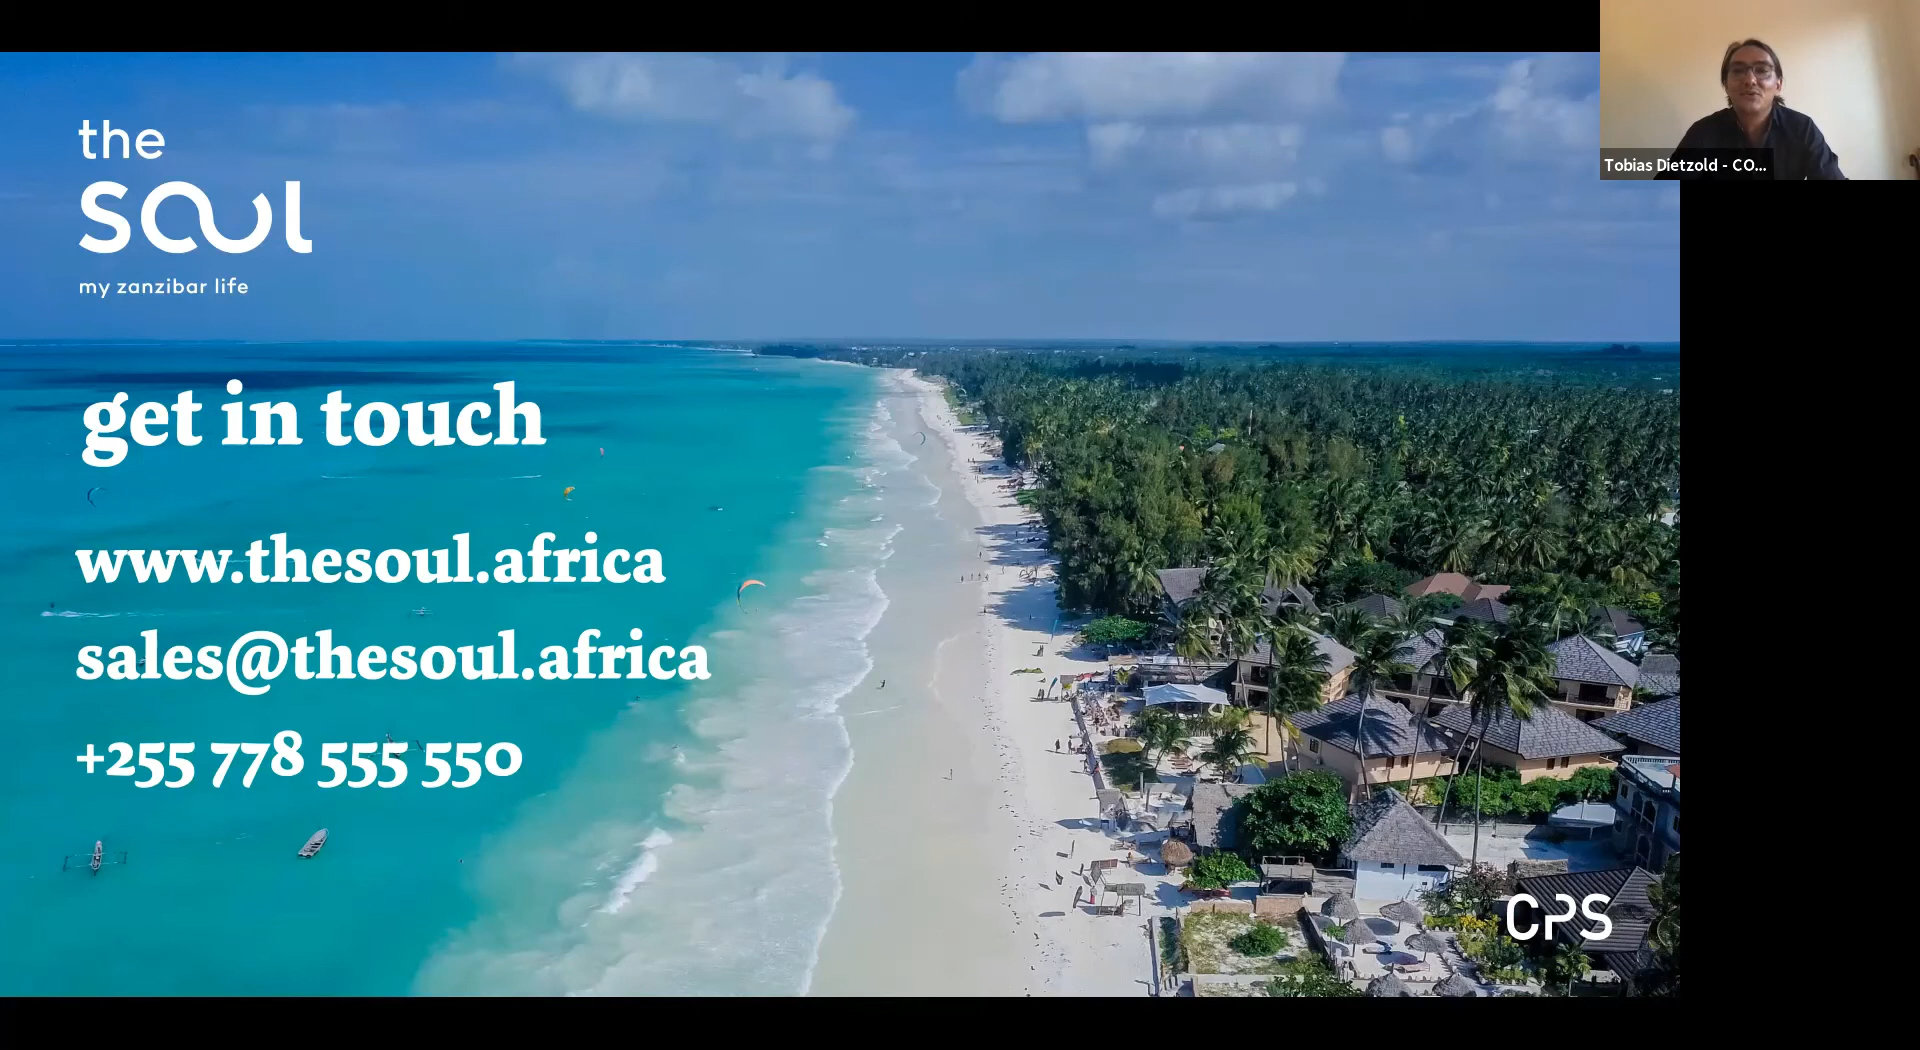 the
soul
my zanzibar life
get in touch
www.thesoul.africa
sales@thesoul.africa
+255 778 555 550
CPS
Tobias Dietzold - CO...